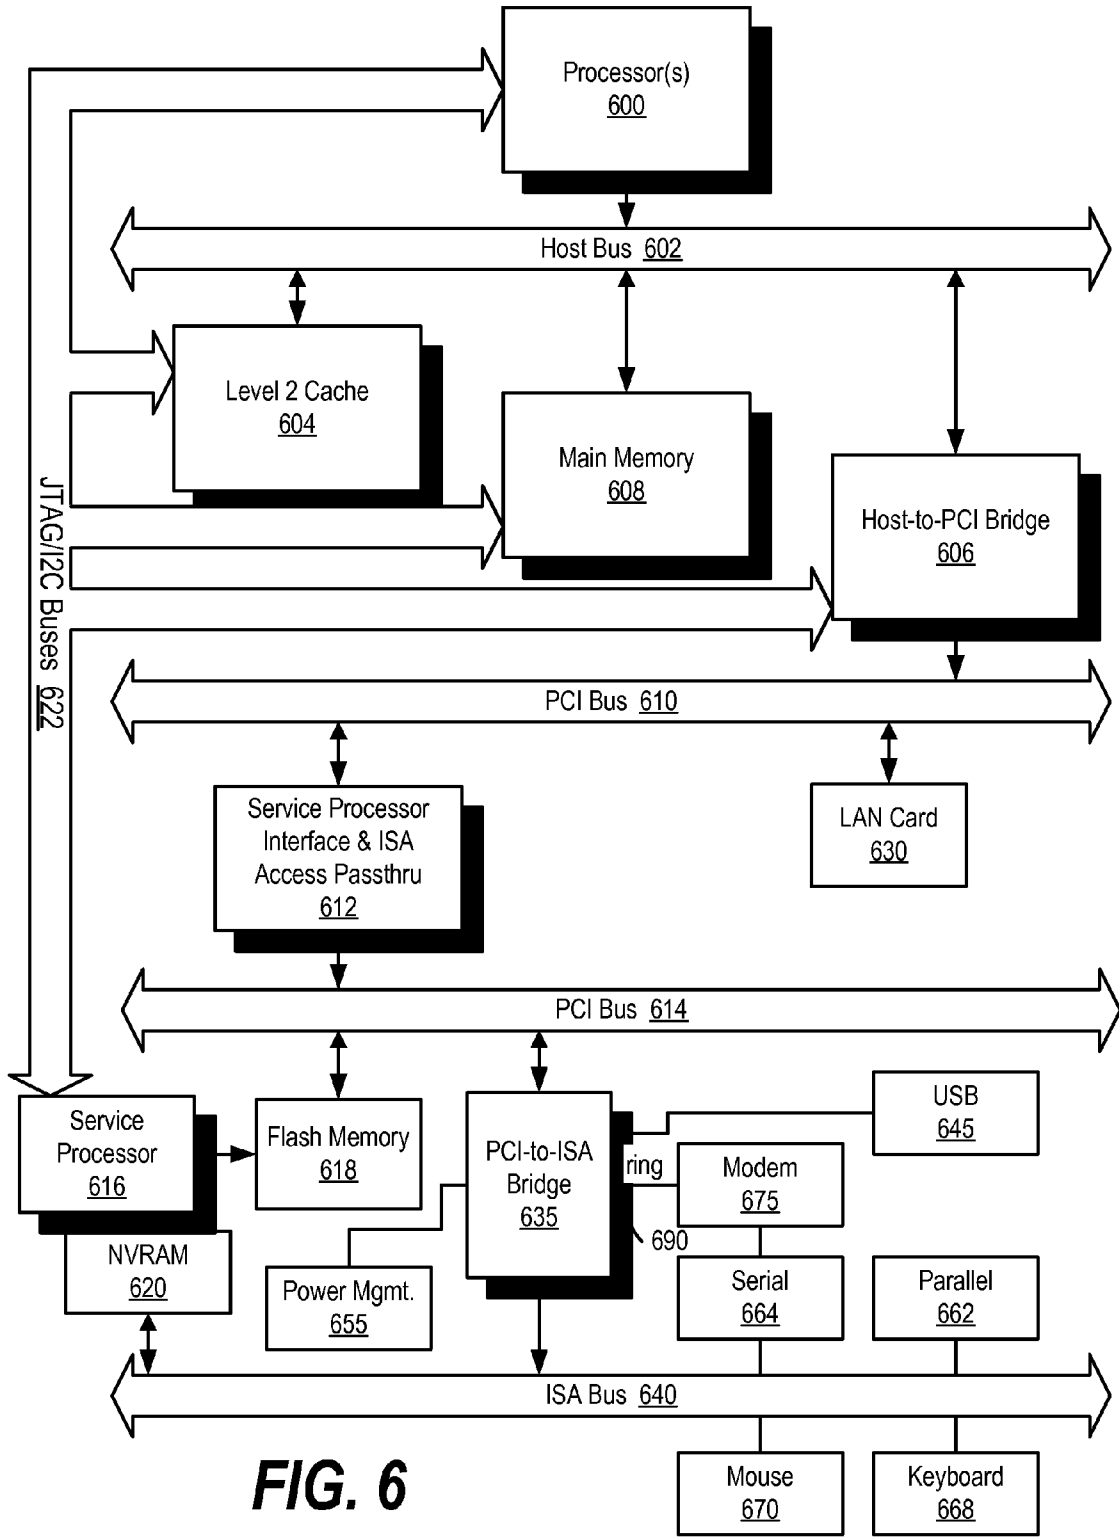 Processor(s)
600
Host Bus 602
Level 2 Cache
604
Main Memory
608
Host-to-PCI Bridge
606
JTAG/I2C Buses 622
PCI Bus 610
Service Processor
Interface & ISA
Access Passthru
612
LAN Card
630
PCI Bus 614
Service
Processor
616
Flash Memory
618
PCI-to-ISA
Bridge
635
USB
645
ring
Modem
675
690
NVRAM
620
Power Mgmt.
655
Serial
664
Parallel
662
ISA Bus 640
FIG. 6
Mouse
670
Keyboard
668